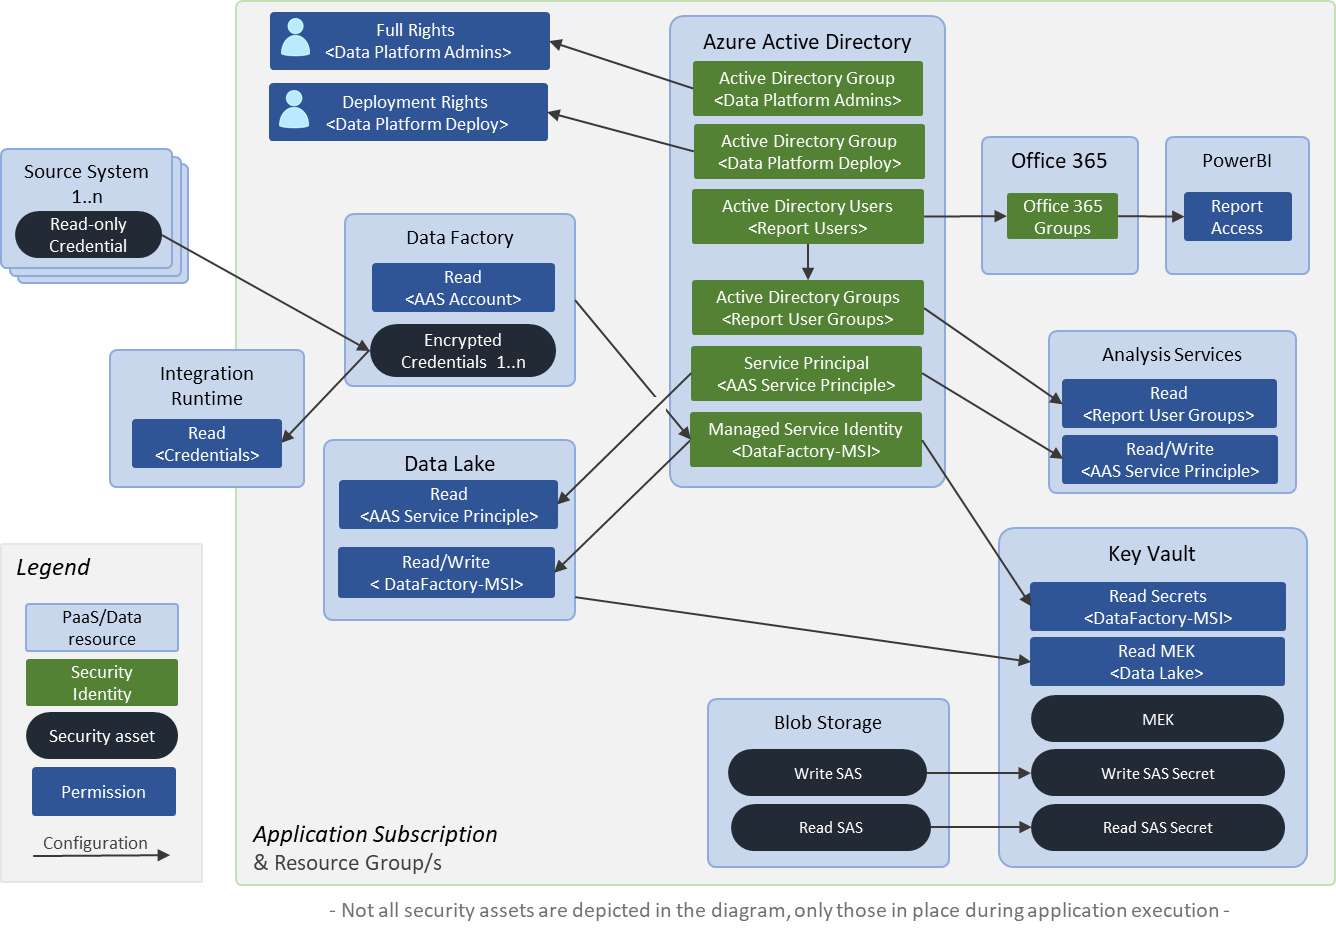 Full Rights
<Data Platform Admins>
Deployment Rights
<Data Platform Deploy>
Azure Active Directory
Active Directory Group
<Data Platform Admins>
Active Directory Group
<Data Platform Deploy>
Active Directory Users
<Report Users>
Active Directory Groups
<Report User Groups>
Service Principal
<AAS Service Principle>
Managed Service Identity
<DataFactory-MSI>
Office 365
Office 365
Groups
PowerBI
Report
Access
Source System
1..n
Read-only
Credential
Data Factory
Read
<AAS Account>
Encrypted
Credentials 1..n
Integration
Runtime
Read
<Credentials>
Data Lake
Read
<AAS Service Principle>
Read/Write
< DataFactory-MSI>
Analysis Services
Read
<Report User Groups>
Read/Write
<AAS Service Principle>
Key Vault
Read Secrets
<DataFactory-MSI>
Read MEK
<Data Lake>
MEK
Write SAS Secret
Read SAS Secret
Blob Storage
Write SAS
Read SAS
Legend
PaaS/Data
resource
Security
Identity
Security asset
Permission
Configuration
Application Subscription
& Resource Group/s
- Not all security assets are depicted in the diagram, only those in place during application execution -